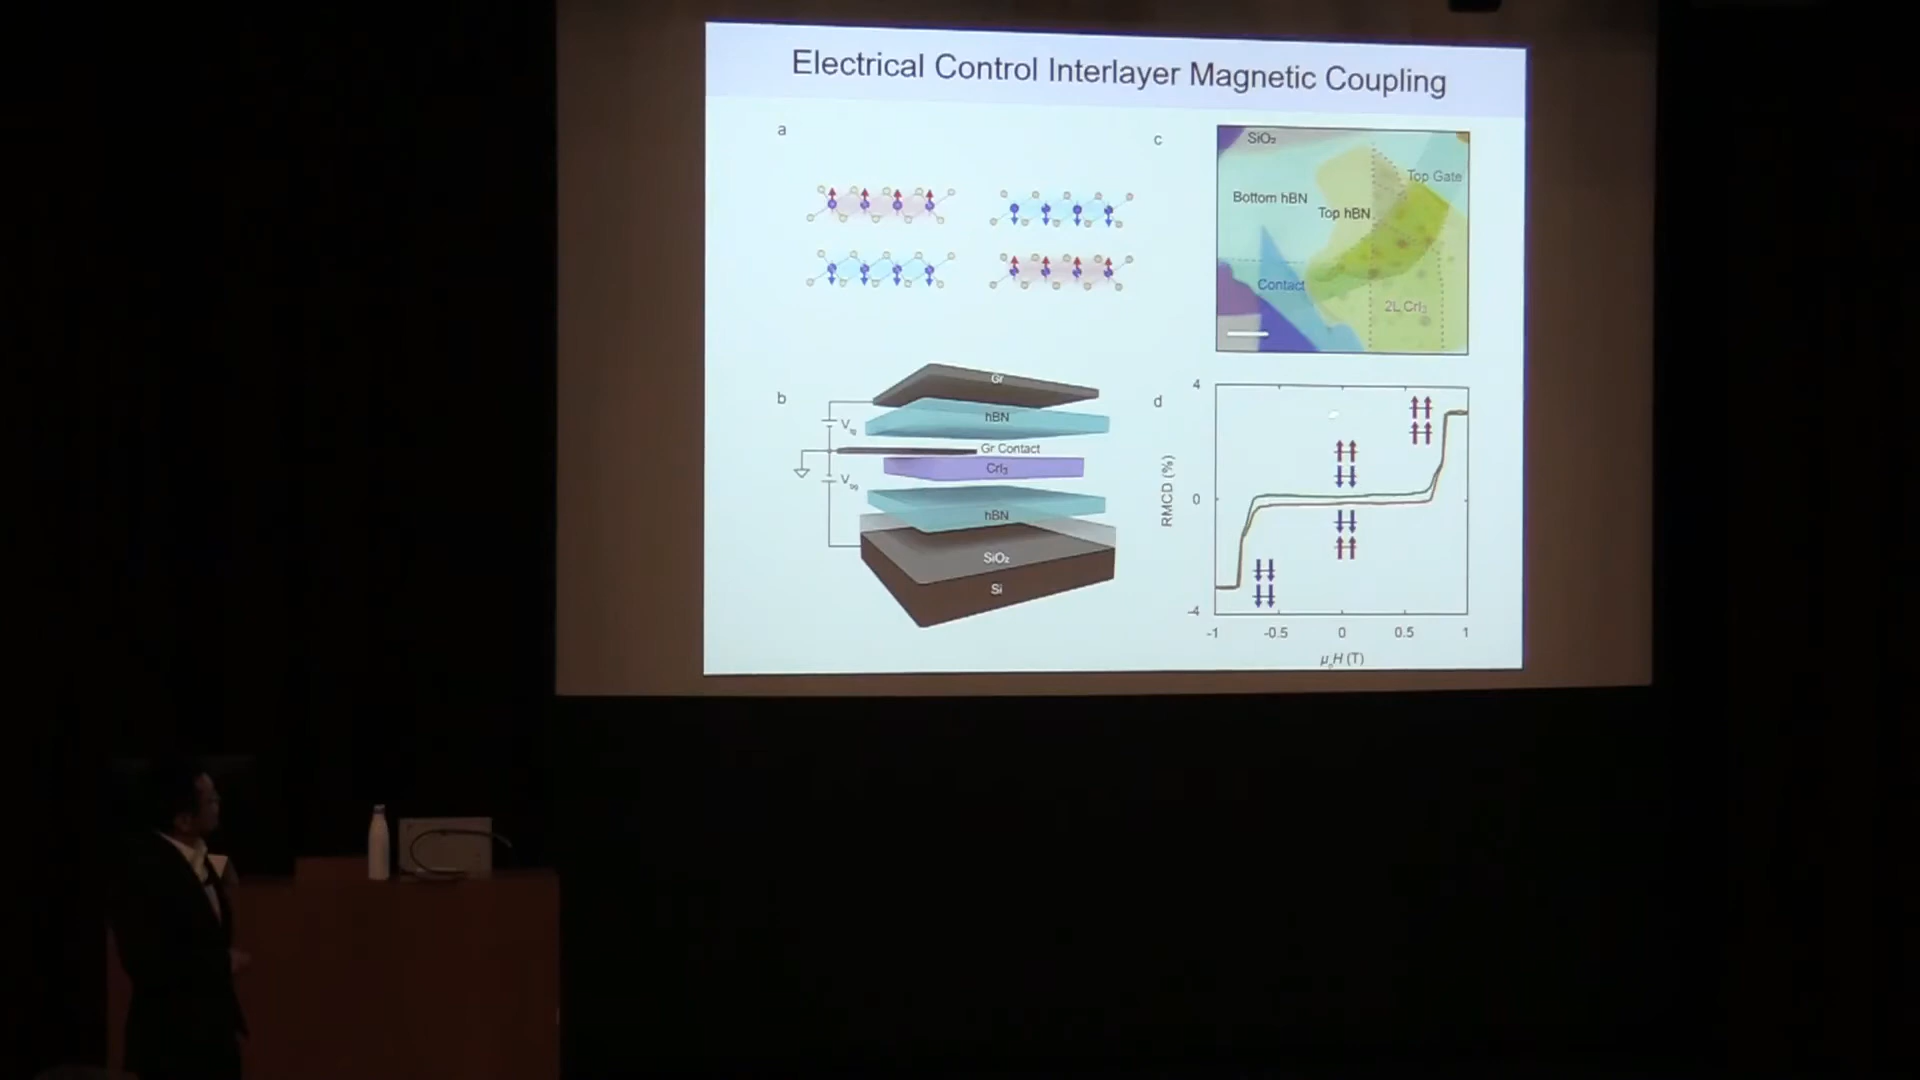 Electrical Control Interlayer Magnetic Coupling
a
b
Gr
hBN
V
Gr Contact
CrI₃
V
hBN
SiO₂
Si
c
SiO₂
Top Gate
Bottom hBN
Top hBN
Contact
2L CrI₃
d
4
RMCD (%)
0
-4
-1 -0.5 0 0.5 1
μ₀H (T)